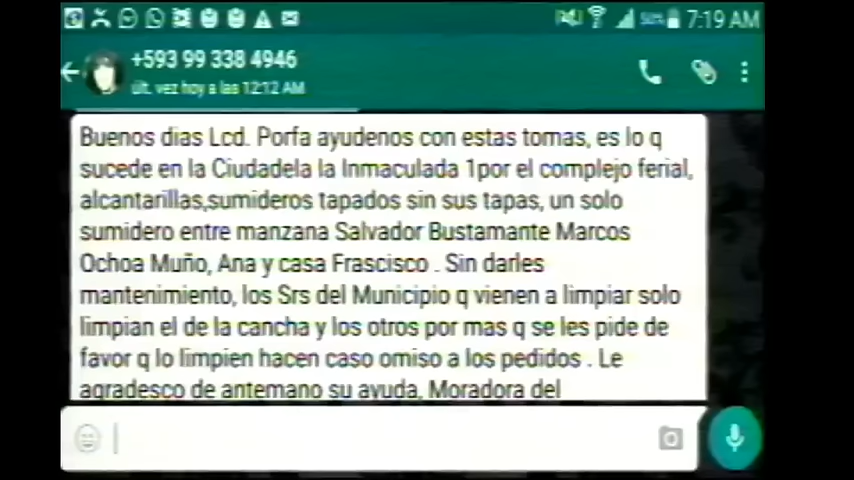 50% 7:19 AM
+593 99 338 4946
últ. vez hoy a las 12:12 AM
Buenos dias Lcd. Porfa ayudenos con estas tomas, es lo q
sucede en la Ciudadela la Inmaculada 1por el complejo ferial,
alcantarillas,sumideros tapados sin sus tapas, un solo
sumidero entre manzana Salvador Bustamante Marcos
Ochoa Muño, Ana y casa Frascisco . Sin darles
mantenimiento, los Srs del Municipio q vienen a limpiar solo
limpian el de la cancha y los otros por mas q se les pide de
favor q lo limpien hacen caso omiso a los pedidos . Le
agradesco de antemano su ayuda, Moradora del